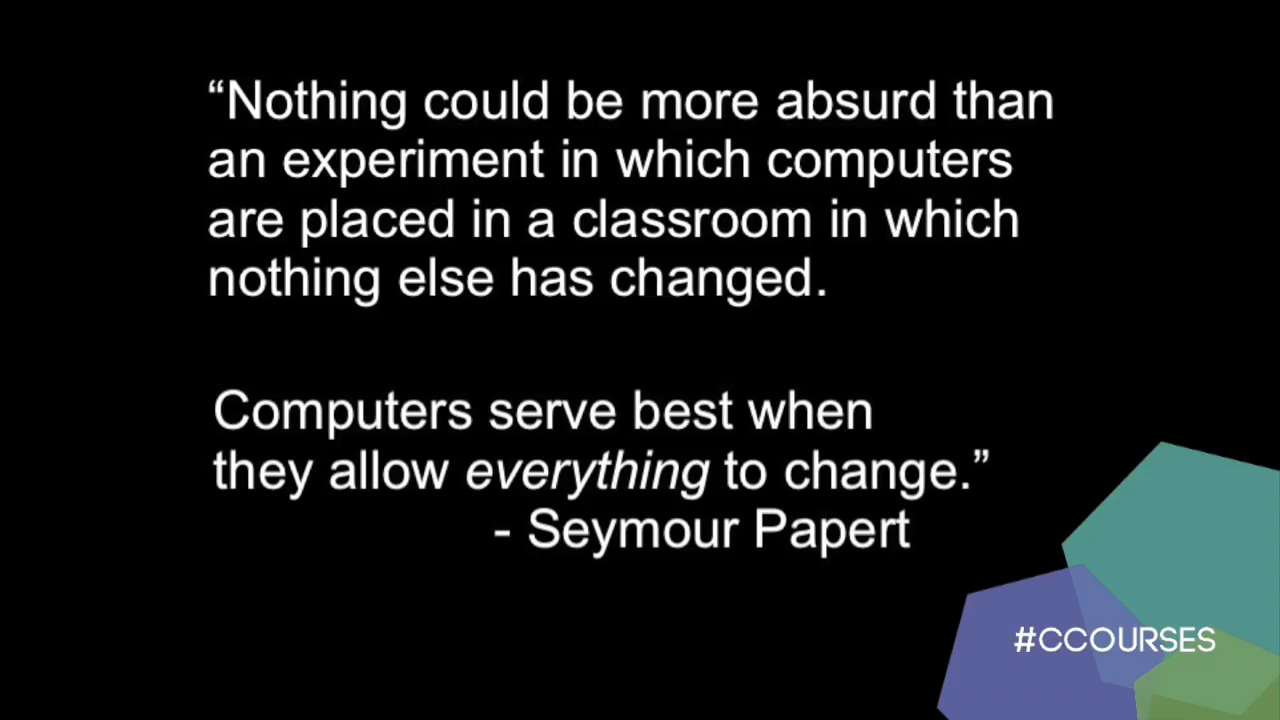 “Nothing could be more absurd than
an experiment in which computers
are placed in a classroom in which
nothing else has changed.
Computers serve best when
they allow everything to change.”
- Seymour Papert
#CCOURSES